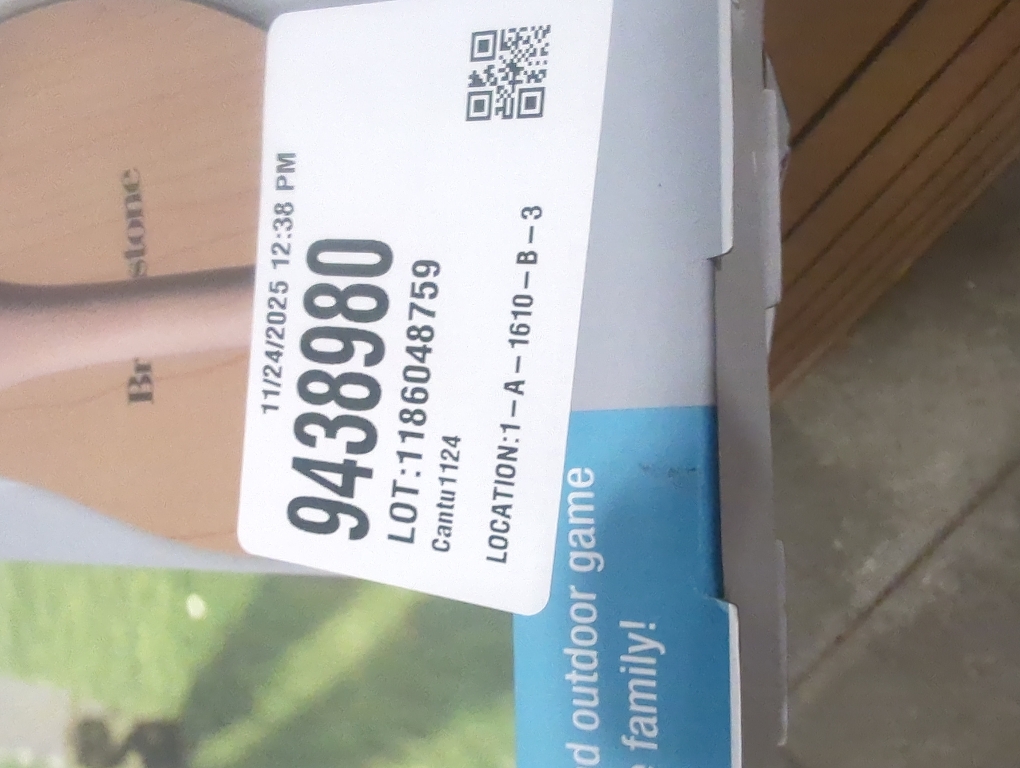 11/24/2025 12:38 PM
9438980
LOT:1186048759
Cantu1124
LOCATION:1-A-1610-B-3
Br stone
d outdoor game
family!